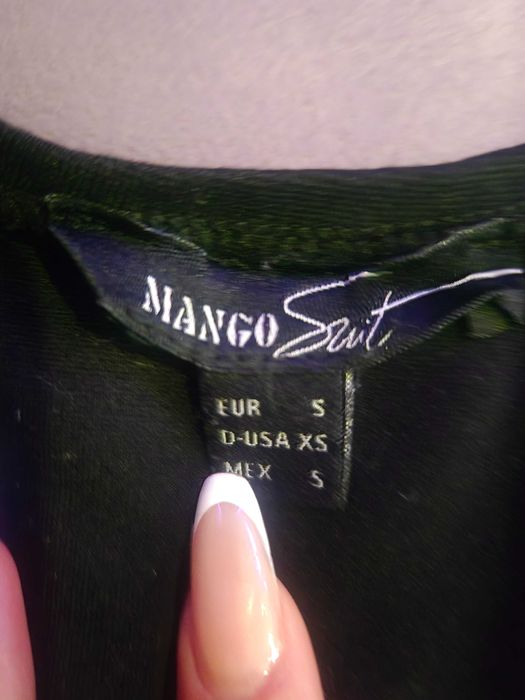 MANGO Suit
EUR S
D-USA XS
MEX S